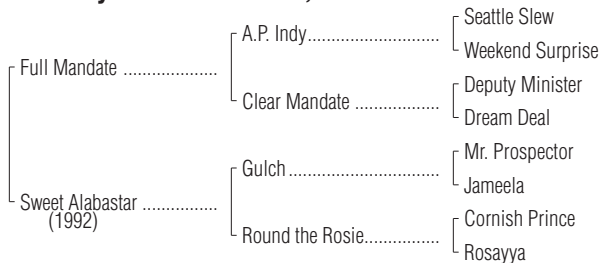 Seattle Slew
A.P. Indy
Weekend Surprise
Full Mandate
Deputy Minister
Clear Mandate
Dream Deal
Mr. Prospector
Gulch
Jameela
Sweet Alabastar
(1992)
Cornish Prince
Round the Rosie
Rosayya